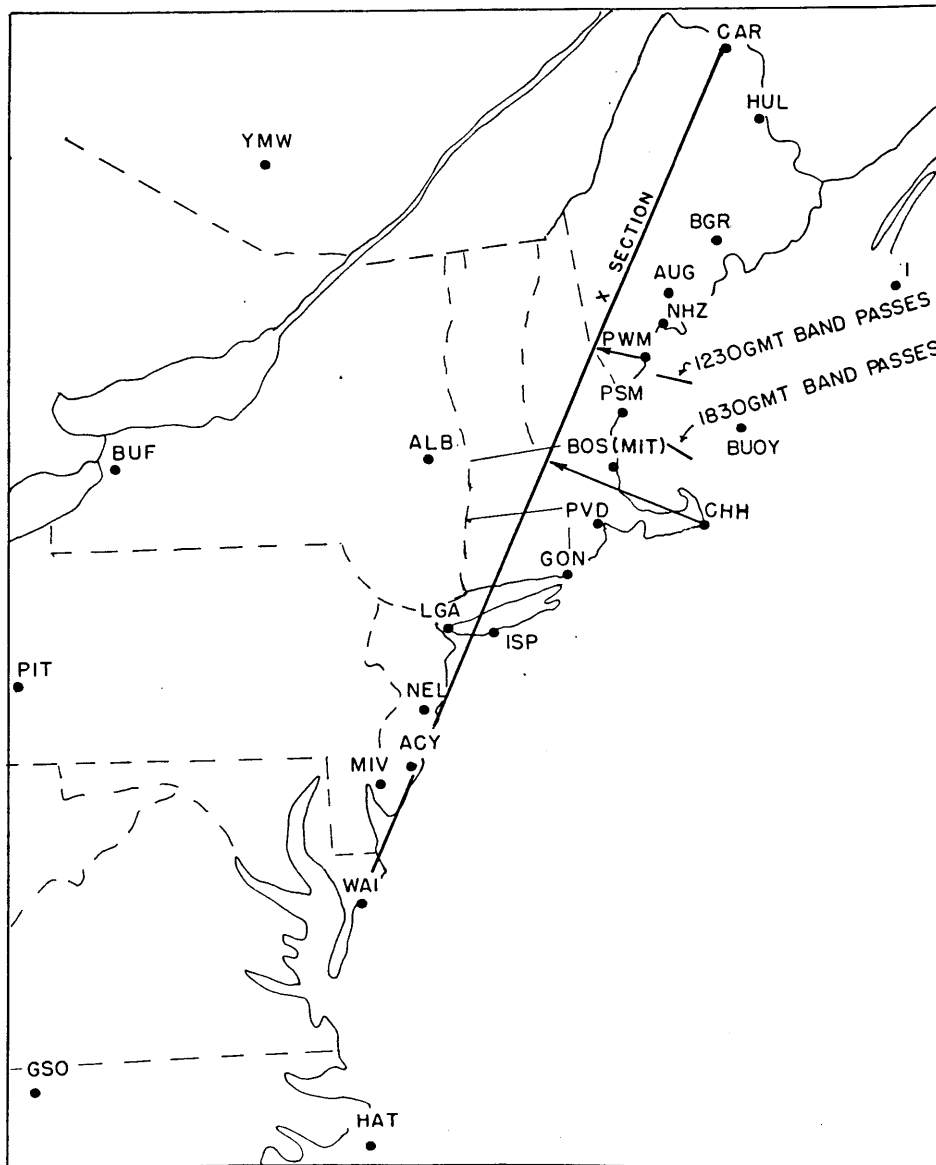 CAR
HUL
YMW
X SECTION
BGR
AUG
I
NHZ
1230GMT BAND PASSES
PWM
PSM
1830GMT BAND PASSES
BUOY
BUF
ALB
BOS (MIT)
PVD
CHH
GON
LGA
ISP
PIT
NEL
ACY
MIV
WAI
GSO
HAT